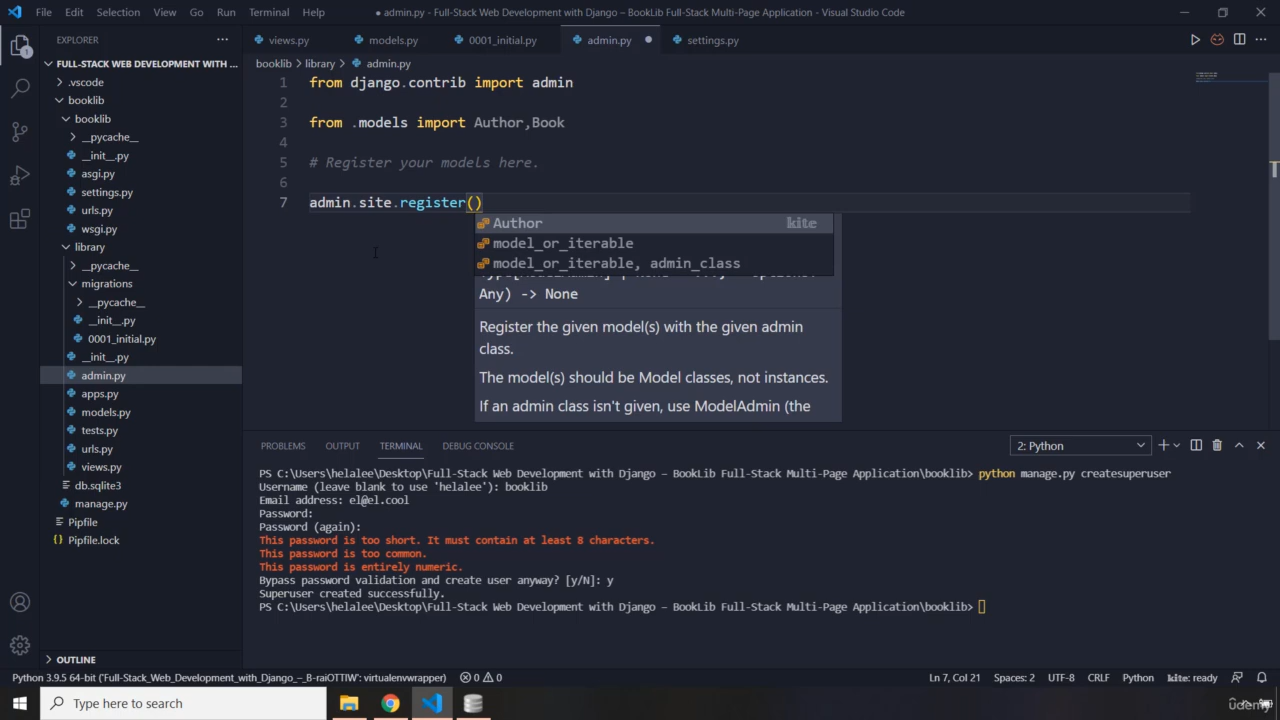 File Edit Selection View Go Run Terminal Help
● admin.py - Full-Stack Web Development with Django – BookLib Full-Stack Multi-Page Application - Visual Studio Code
EXPLORER
views.py models.py 0001_initial.py admin.py settings.py
FULL-STACK WEB DEVELOPMENT WITH ...
booklib > library > admin.py
.vscode
booklib
booklib
__pycache__
__init__.py
asgi.py
settings.py
urls.py
wsgi.py
library
__pycache__
migrations
__pycache__
__init__.py
0001_initial.py
__init__.py
admin.py
apps.py
models.py
tests.py
urls.py
views.py
db.sqlite3
manage.py
Pipfile
Pipfile.lock
OUTLINE
1 from django.contrib import admin
2
3 from .models import Author,Book
4
5 # Register your models here.
6
7 admin.site.register()
Author kite
model_or_iterable
model_or_iterable, admin_class
Any) -> None
Register the given model(s) with the given admin
class.
The model(s) should be Model classes, not instances.
If an admin class isn't given, use ModelAdmin (the
PROBLEMS OUTPUT TERMINAL DEBUG CONSOLE
2: Python
PS C:\Users\helalee\Desktop\Full-Stack Web Development with Django – BookLib Full-Stack Multi-Page Application\booklib> python manage.py createsuperuser
Username (leave blank to use 'helalee'): booklib
Email address: el@el.cool
Password:
Password (again):
This password is too short. It must contain at least 8 characters.
This password is too common.
This password is entirely numeric.
Bypass password validation and create user anyway? [y/N]: y
Superuser created successfully.
PS C:\Users\helalee\Desktop\Full-Stack Web Development with Django – BookLib Full-Stack Multi-Page Application\booklib>
Python 3.9.5 64-bit ('Full-Stack_Web_Development_with_Django_–_B-raiOTTlW': virtualenvwrapper) 0 0
Ln 7, Col 21 Spaces: 2 UTF-8 CRLF Python kite: ready
Type here to search
udemy